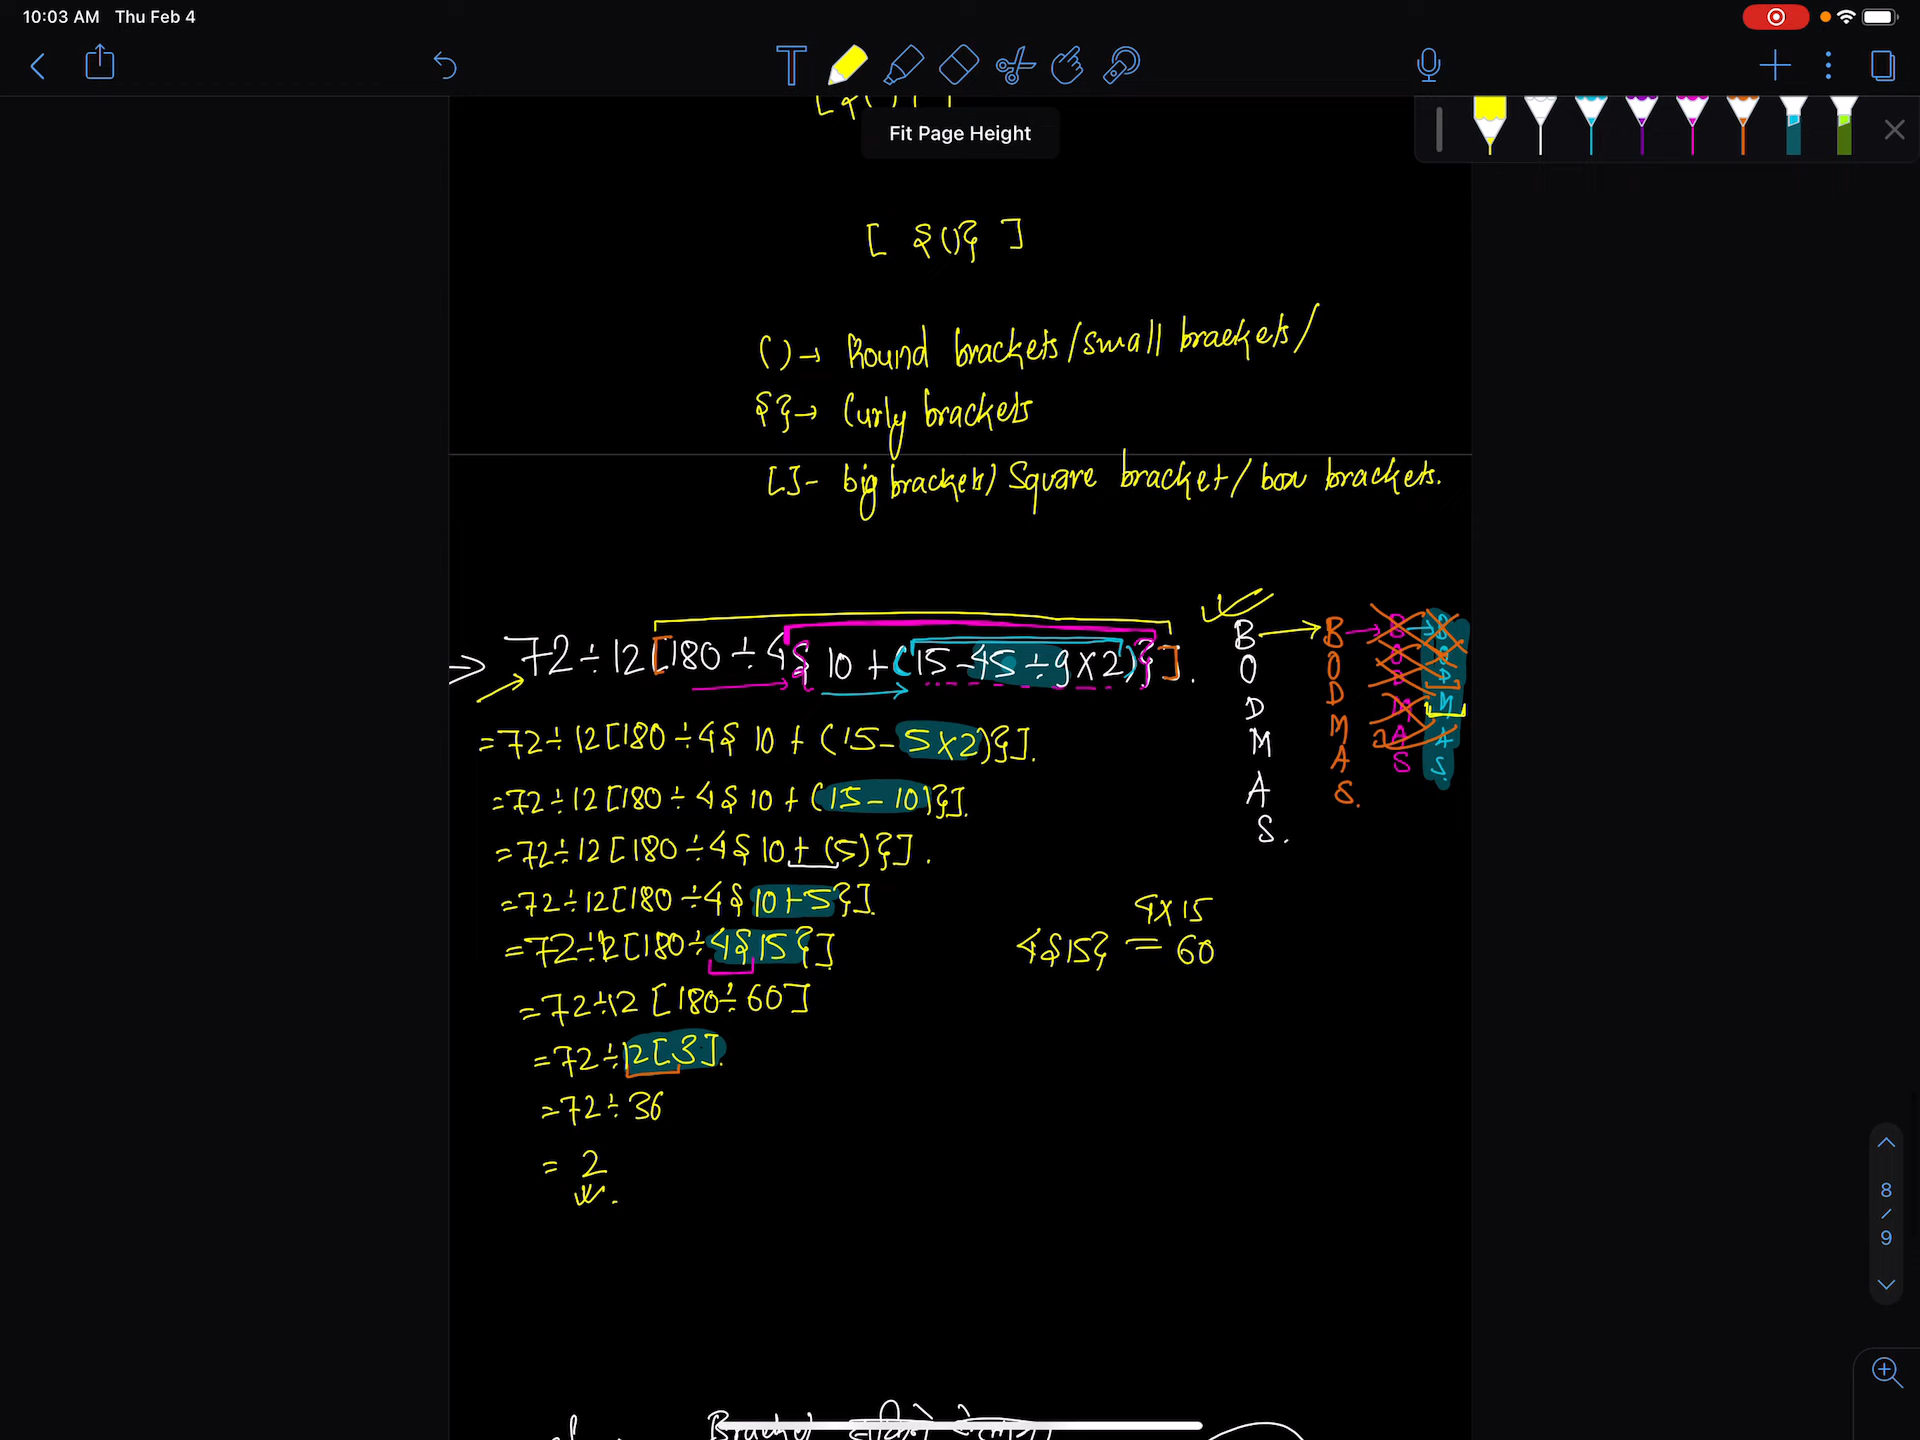 10:03 AM Thu Feb 4
Fit Page Height
[ {()} ]
()→ Round brackets/small brackets/
{}→ Curly brackets
[]- big brackets/Square bracket/box brackets.
=> 72÷12[180÷4{10+(15-45÷9×2)}].
=72÷12[180÷4{10+(15-5×2)}].
=72÷12[180÷4{10+(15-10)}].
=72÷12[180÷4{10+(5)}].
=72÷12[180÷4{10+5}].
=72÷12[180÷4{15}]
=72÷12[180÷60]
=72÷12[3].
=72÷36
=2
B → B → B → B
O O O O
D D D D
M M M M
A A A A
S. S. S S.
4×15
4{15} = 60
8
/
9
Bracket